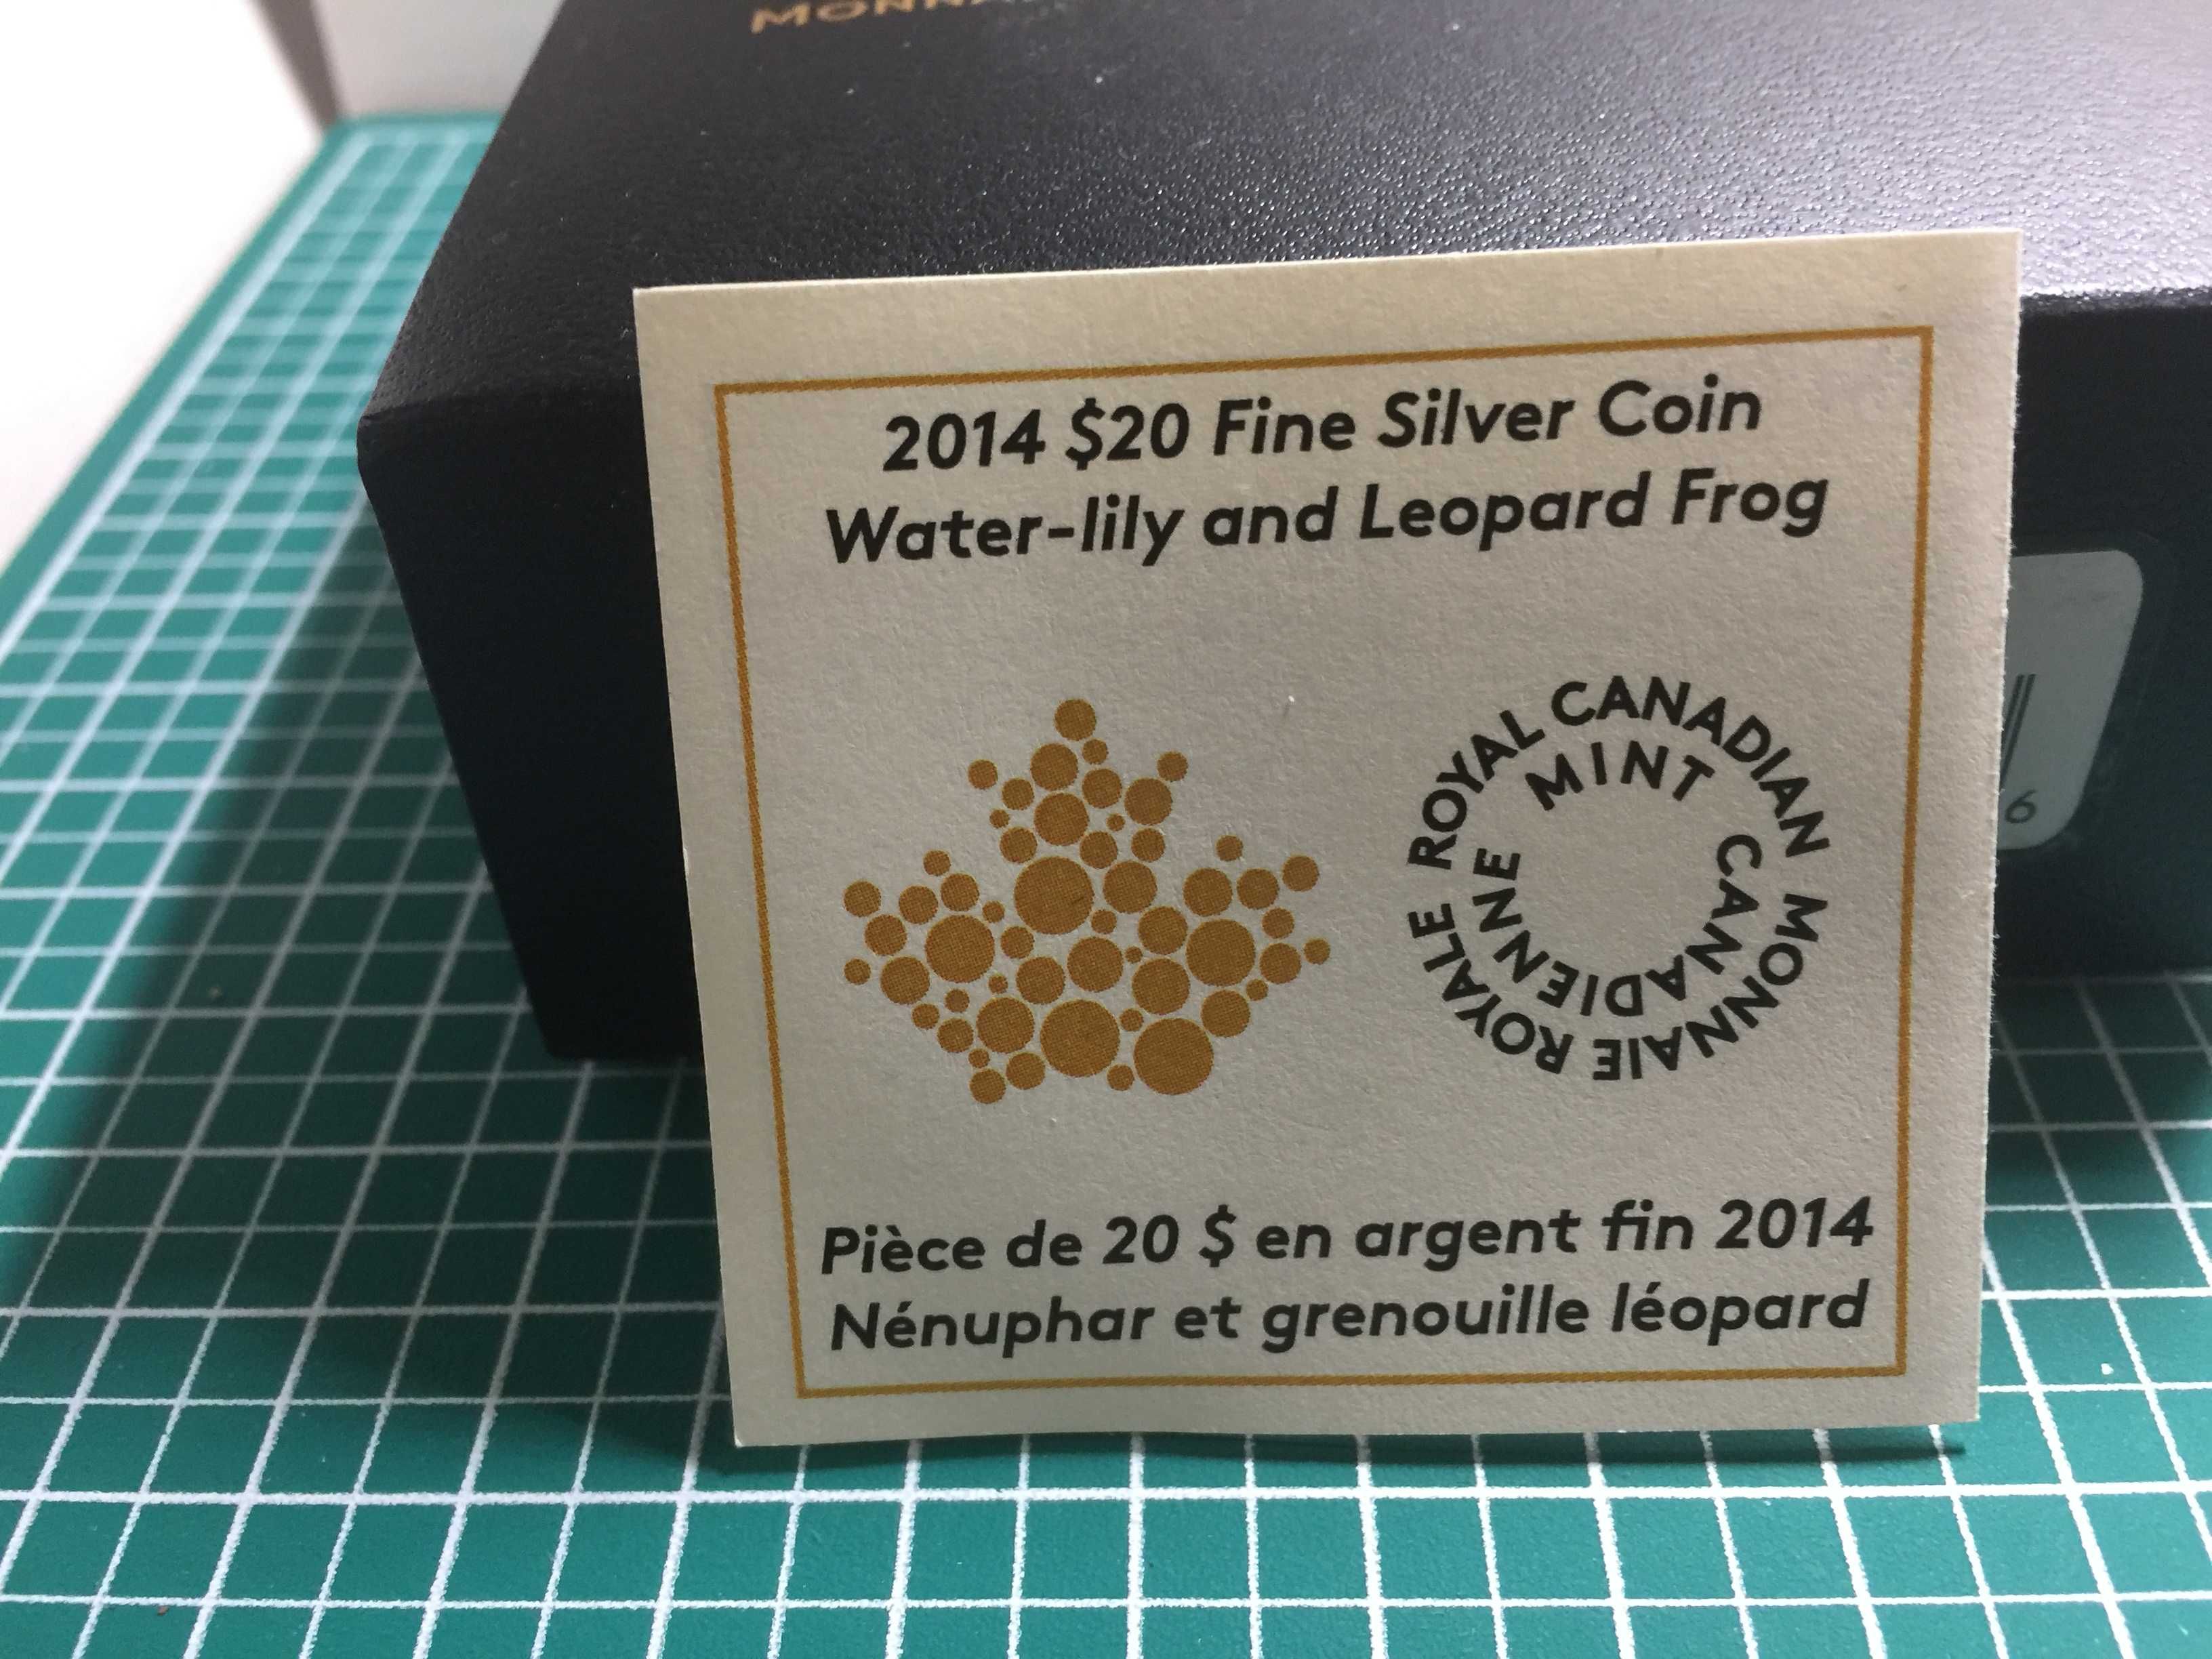 2014 $20 Fine Silver Coin
Water-lily and Leopard Frog
ROYAL CANADIAN
MINT
MONNAIE ROYALE
CANADIENNE
Pièce de 20 $ en argent fin 2014
Nénuphar et grenouille léopard
6